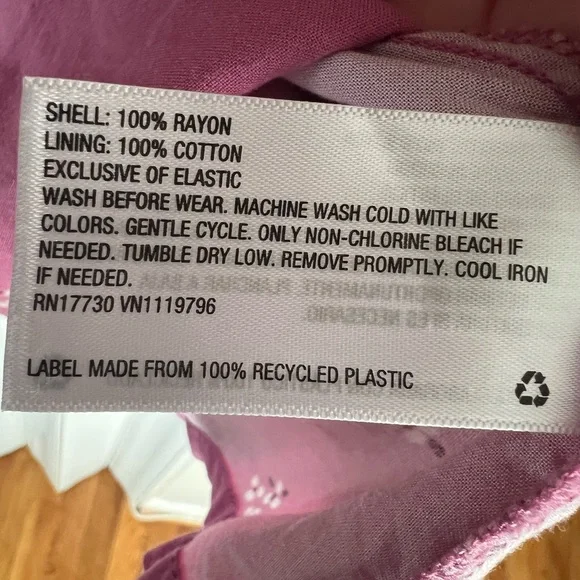 SHELL: 100% RAYON
LINING: 100% COTTON
EXCLUSIVE OF ELASTIC
WASH BEFORE WEAR. MACHINE WASH COLD WITH LIKE
COLORS. GENTLE CYCLE. ONLY NON-CHLORINE BLEACH IF
NEEDED. TUMBLE DRY LOW. REMOVE PROMPTLY. COOL IRON
IF NEEDED.
RN17730 VN1119796
LABEL MADE FROM 100% RECYCLED PLASTIC